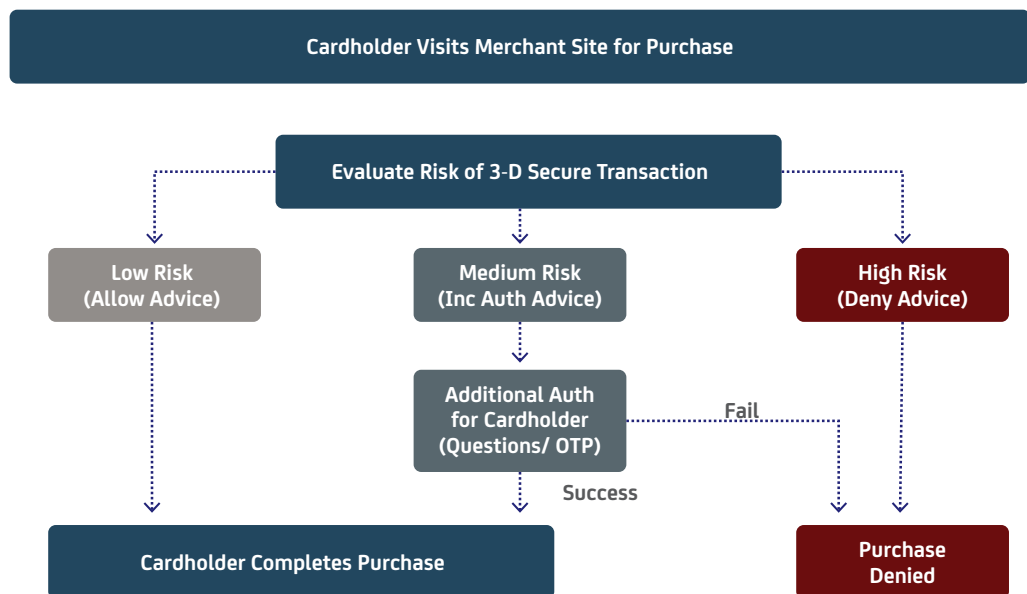 Cardholder Visits Merchant Site for Purchase
Evaluate Risk of 3-D Secure Transaction
Low Risk
(Allow Advice)
Medium Risk
(Inc Auth Advice)
High Risk
(Deny Advice)
Additional Auth
for Cardholder
(Questions/ OTP)
Fail
Success
Cardholder Completes Purchase
Purchase
Denied